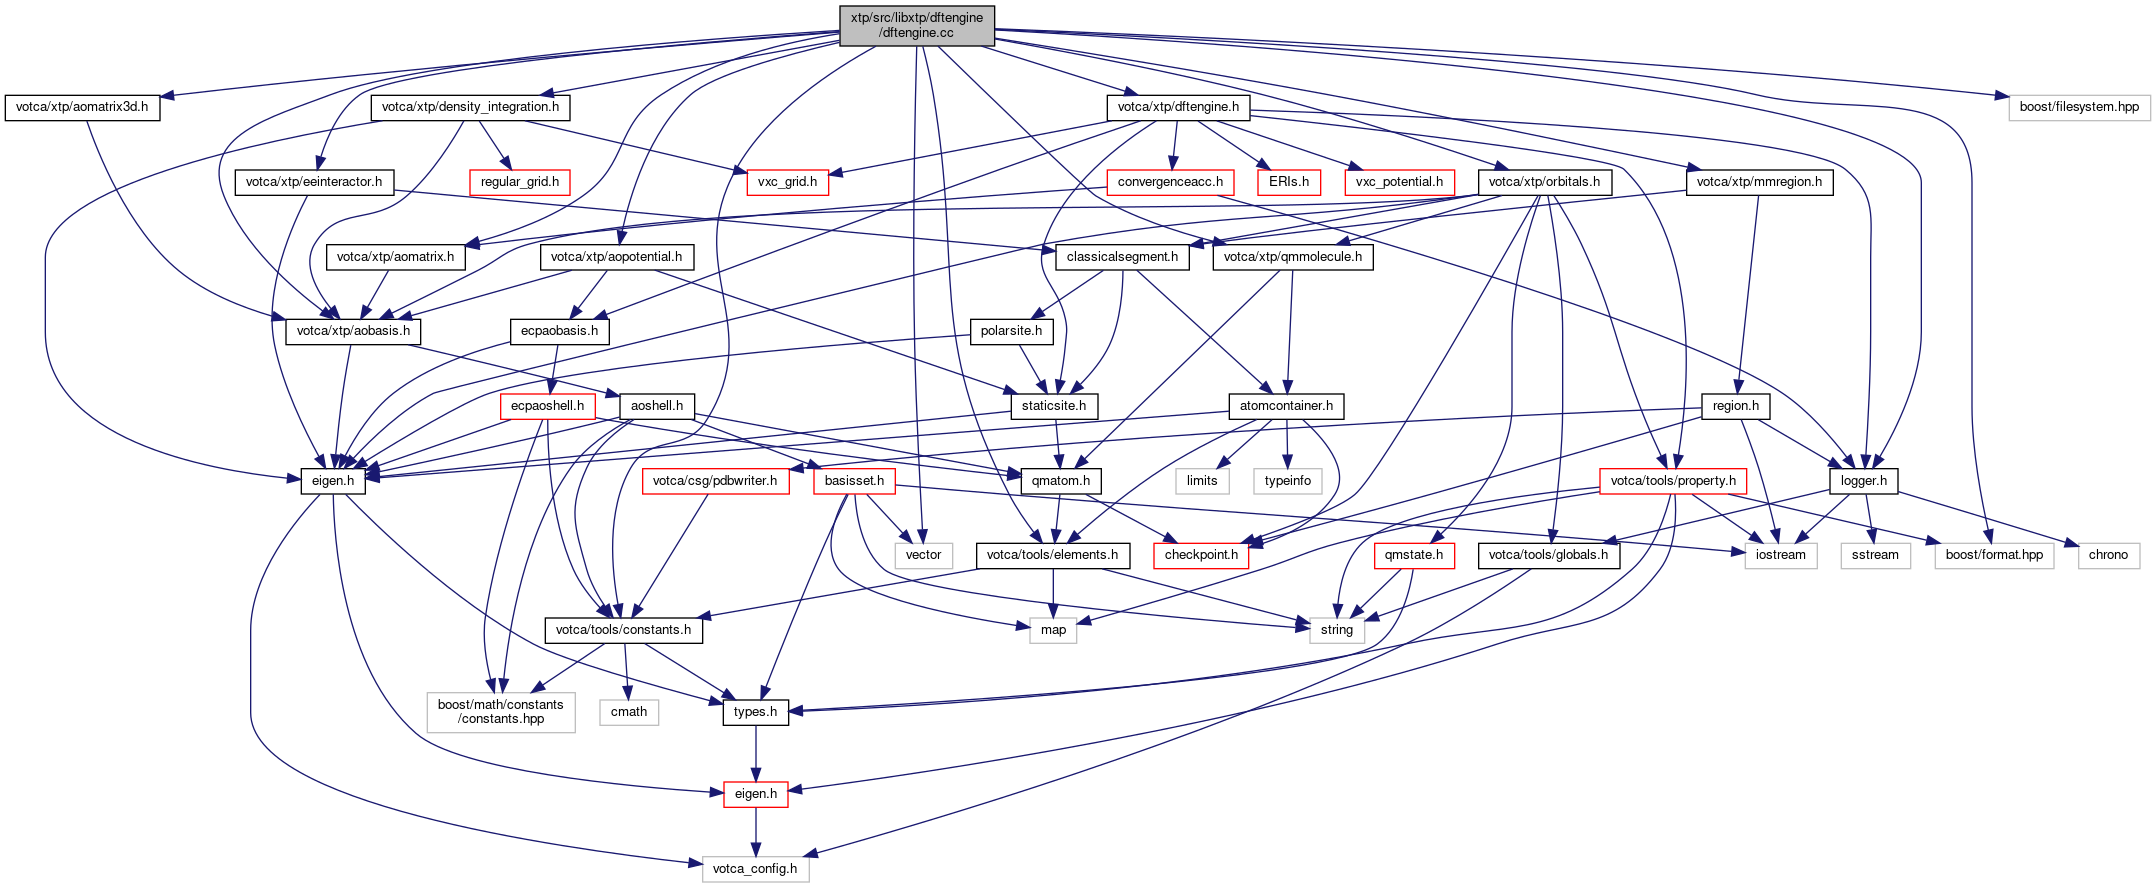 xtp/src/libxtp/dftengine
/dftengine.cc
votca/xtp/aomatrix3d.h
votca/xtp/density_integration.h
votca/xtp/dftengine.h
boost/filesystem.hpp
votca/xtp/eeinteractor.h
regular_grid.h
vxc_grid.h
convergenceacc.h
ERIs.h
vxc_potential.h
votca/xtp/orbitals.h
votca/xtp/mmregion.h
votca/xtp/aomatrix.h
votca/xtp/aopotential.h
classicalsegment.h
votca/xtp/qmmolecule.h
votca/xtp/aobasis.h
ecpaobasis.h
polarsite.h
ecpaoshell.h
aoshell.h
staticsite.h
atomcontainer.h
region.h
eigen.h
votca/csg/pdbwriter.h
basisset.h
qmatom.h
limits
typeinfo
votca/tools/property.h
logger.h
vector
votca/tools/elements.h
checkpoint.h
qmstate.h
votca/tools/globals.h
iostream
sstream
boost/format.hpp
chrono
votca/tools/constants.h
map
string
boost/math/constants
/constants.hpp
cmath
types.h
eigen.h
votca_config.h